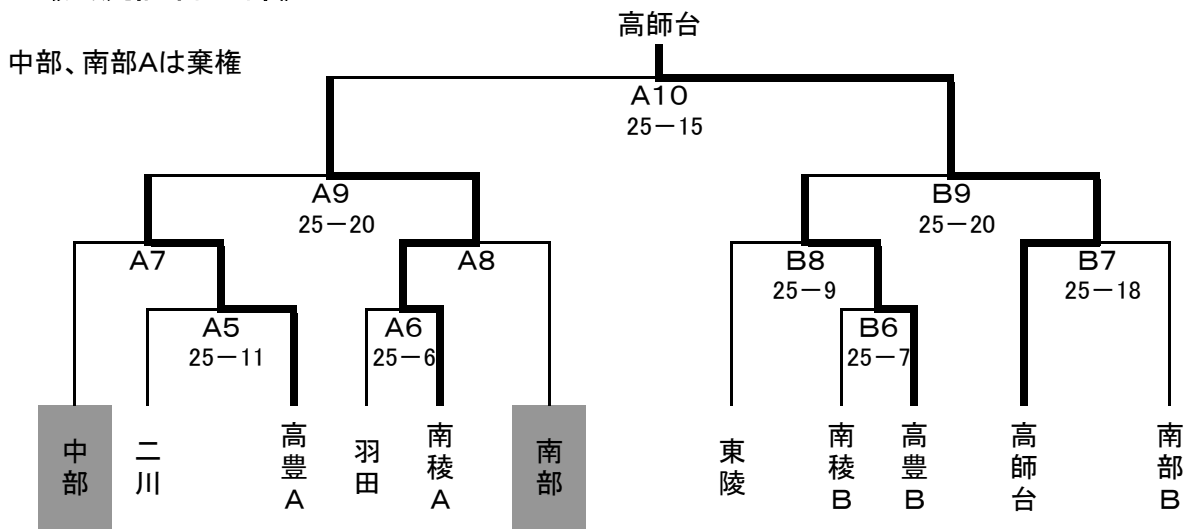 高師台
中部、南部Aは棄権
A10
25-15
A9
25-20
B9
25-20
A7
A8
B8
25-9
B7
25-18
A5
25-11
A6
25-6
B6
25-7
中部
二川
高豊A
羽田
南稜A
南部
東陵
南稜B
高豊B
高師台
南部B